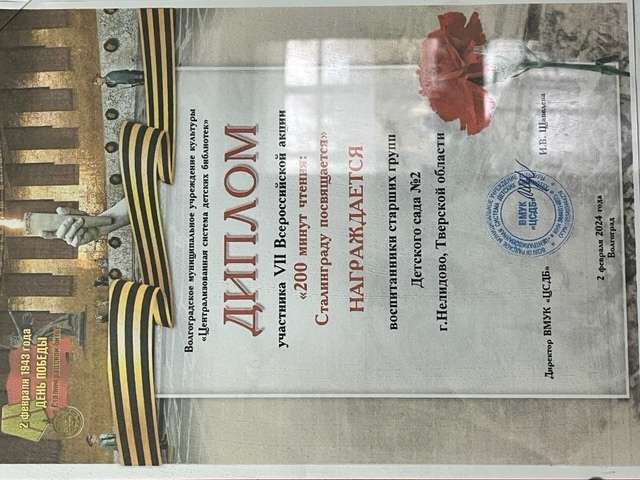 2 февраля 1943 года
ДЕНЬ ПОБЕДЫ
Волгоградское муниципальное учреждение культуры
«Централизованная система детских библиотек»
ДИПЛОМ
участника VII Всероссийской акции
«200 минут чтения:
Сталинграду посвящается»
НАГРАЖДАЕТСЯ
воспитанники старших групп
Детского сада №2
г.Нелидово, Тверской области
Директор ВМУК «ЦСДБ»
ВМУК
«ЦСДБ»
И.В.
2 февраля 2024 года
Волгоград